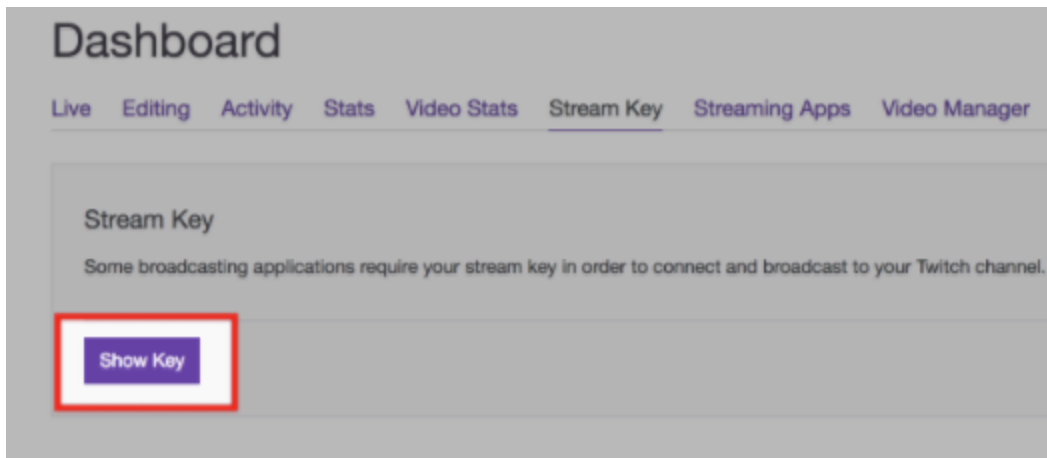 Dashboard
Live Editing Activity Stats Video Stats Stream Key Streaming Apps Video Manager
Stream Key
Some broadcasting applications require your stream key in order to connect and broadcast to your Twitch channel.
Show Key